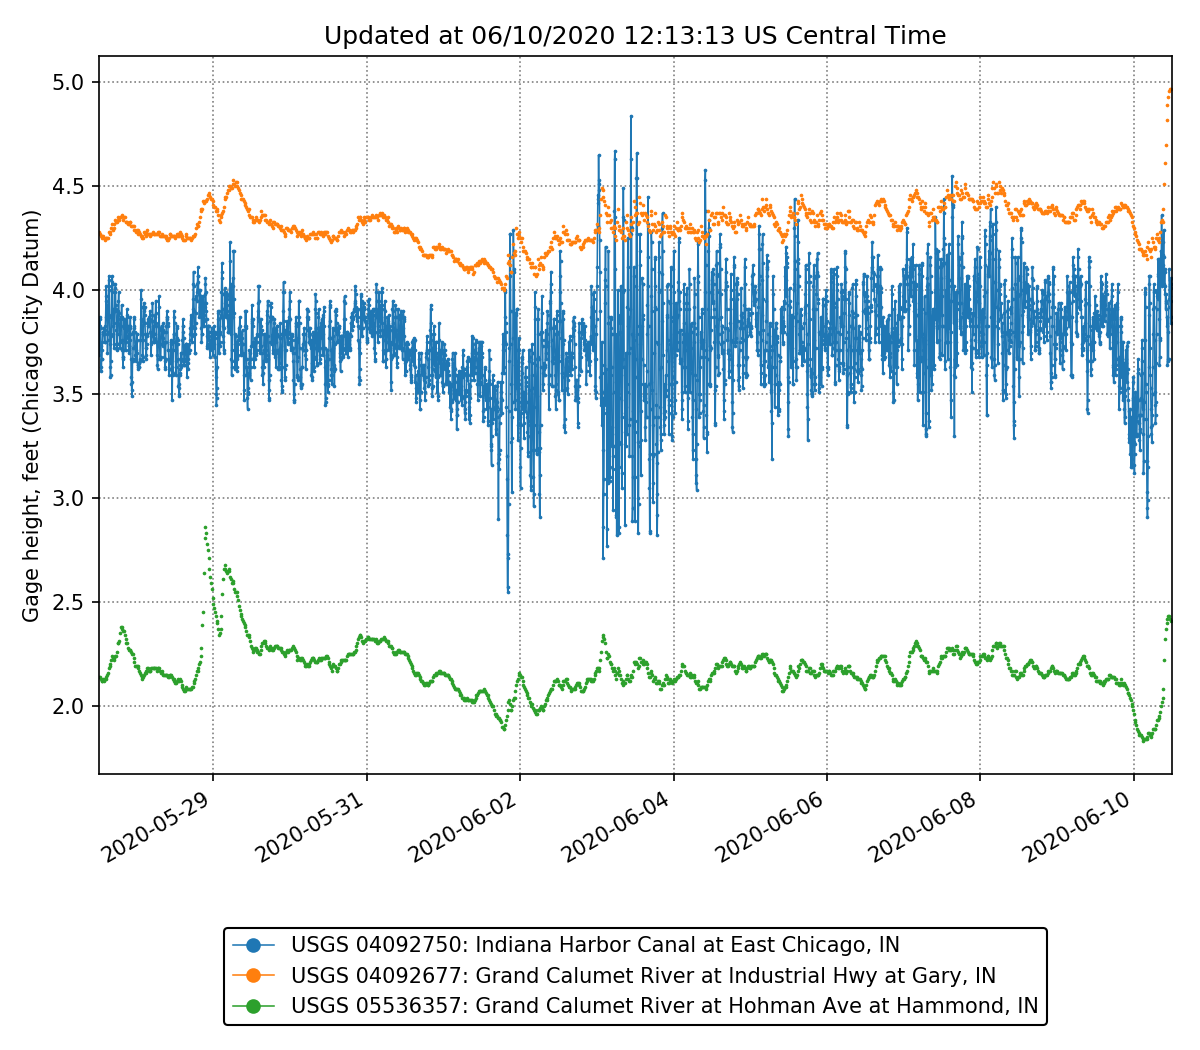 Updated at 06/10/2020 12:13:13 US Central Time
Gage height, feet (Chicago City Datum)
5.0
4.5
4.0
3.5
3.0
2.5
2.0
2020-05-29
2020-05-31
2020-06-02
2020-06-04
2020-06-06
2020-06-08
2020-06-10
USGS 04092750: Indiana Harbor Canal at East Chicago, IN
USGS 04092677: Grand Calumet River at Industrial Hwy at Gary, IN
USGS 05536357: Grand Calumet River at Hohman Ave at Hammond, IN